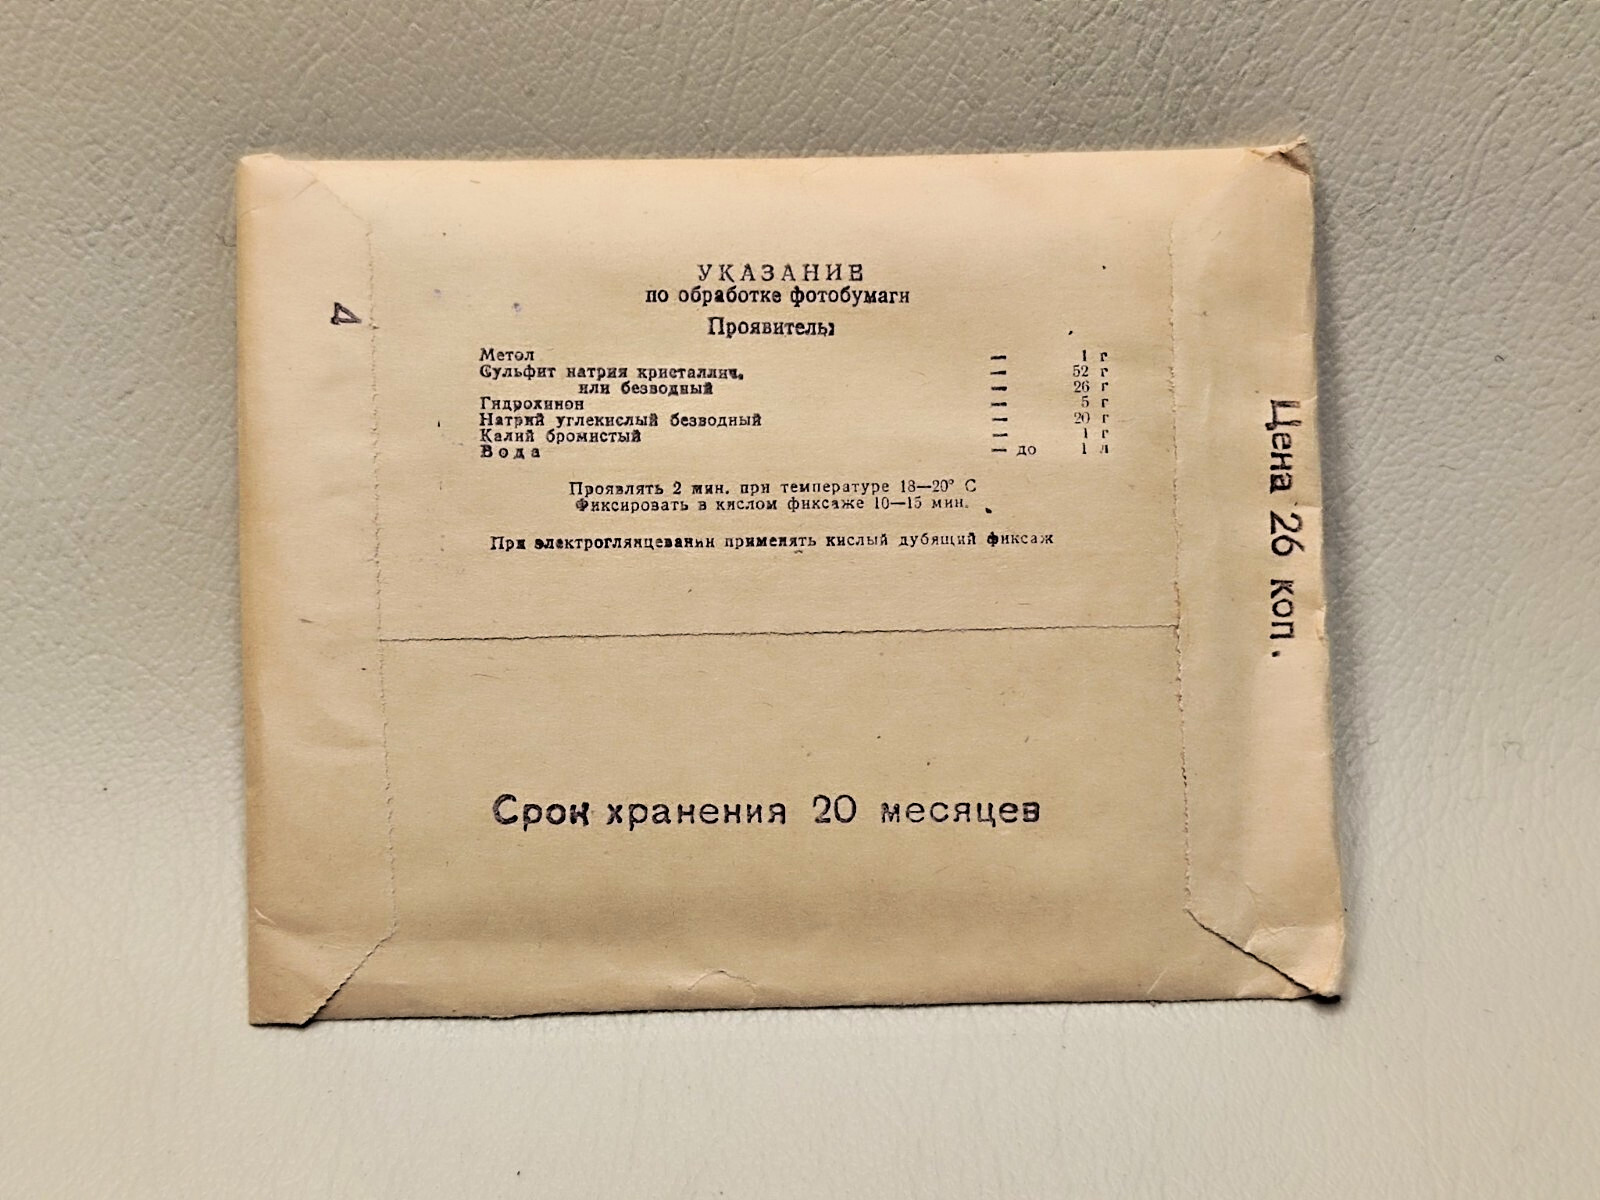 УКАЗАНИЕ
по обработке фотобумаги
Проявитель:
Метол — 1 г
Сульфит натрия кристаллич. — 52 г
или безводный — 26 г
Гидрохинон — 5 г
Натрий углекислый безводный — 20 г
Калий бромистый — 1 г
Вода — до 1 л
Проявлять 2 мин. при температуре 18—20° С
Фиксировать в кислом фиксаже 10—15 мин.
При электроглянцевании применять кислый дубящий фиксаж
Срок хранения 20 месяцев
4
Цена 26 коп.